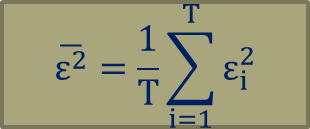 ε̅² = 1/T ∑_{i=1}^{T} ε_i²